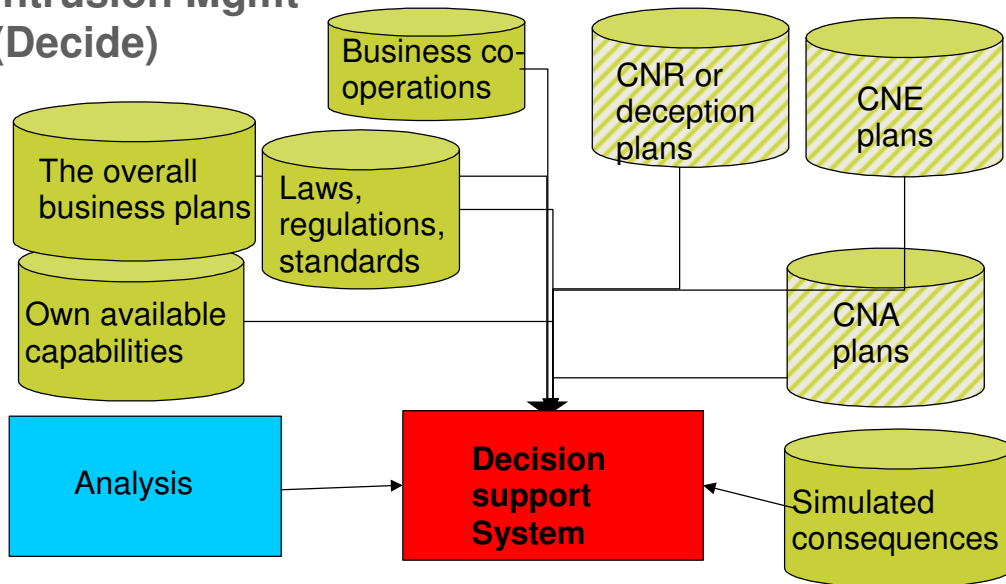 ntrusion Mgmt
(Decide)
Business co-
operations
CNR or
deception
plans
CNE
plans
The overall
business plans
Laws,
regulations,
standards
Own available
capabilities
CNA
plans
Analysis
Decision
support
System
Simulated
consequences